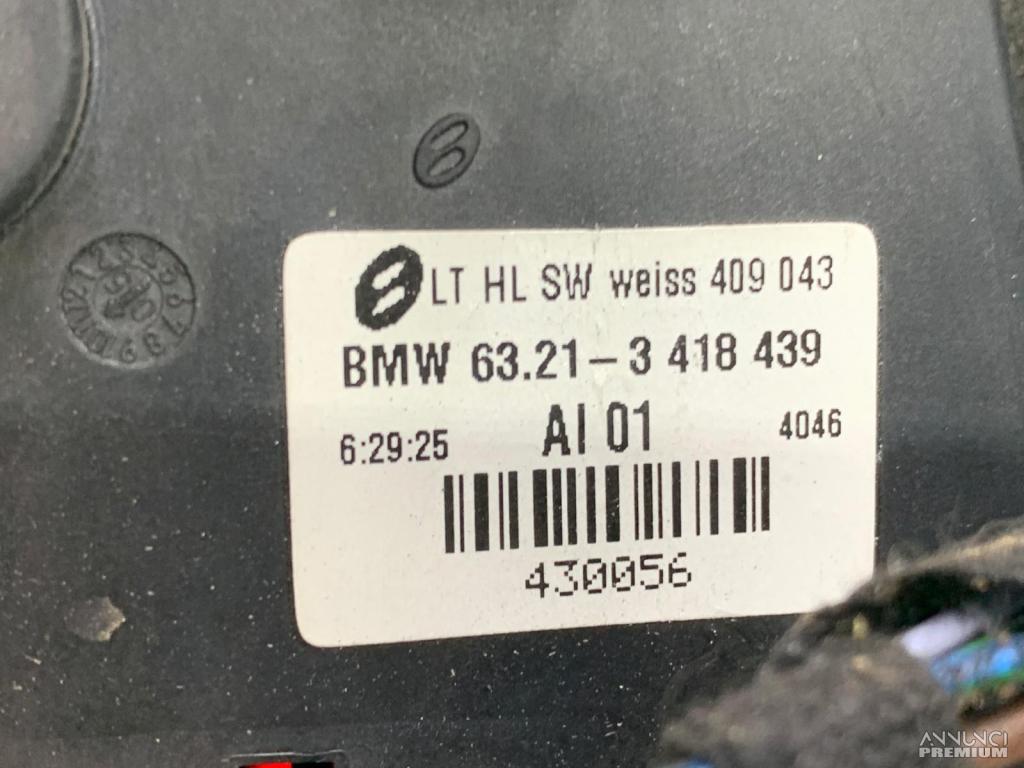 LT HL SW weiss 409 043
BMW 63.21-3 418 439
6:29:25 AI 01 4046
430056
ANNUNCI
PREMIUM